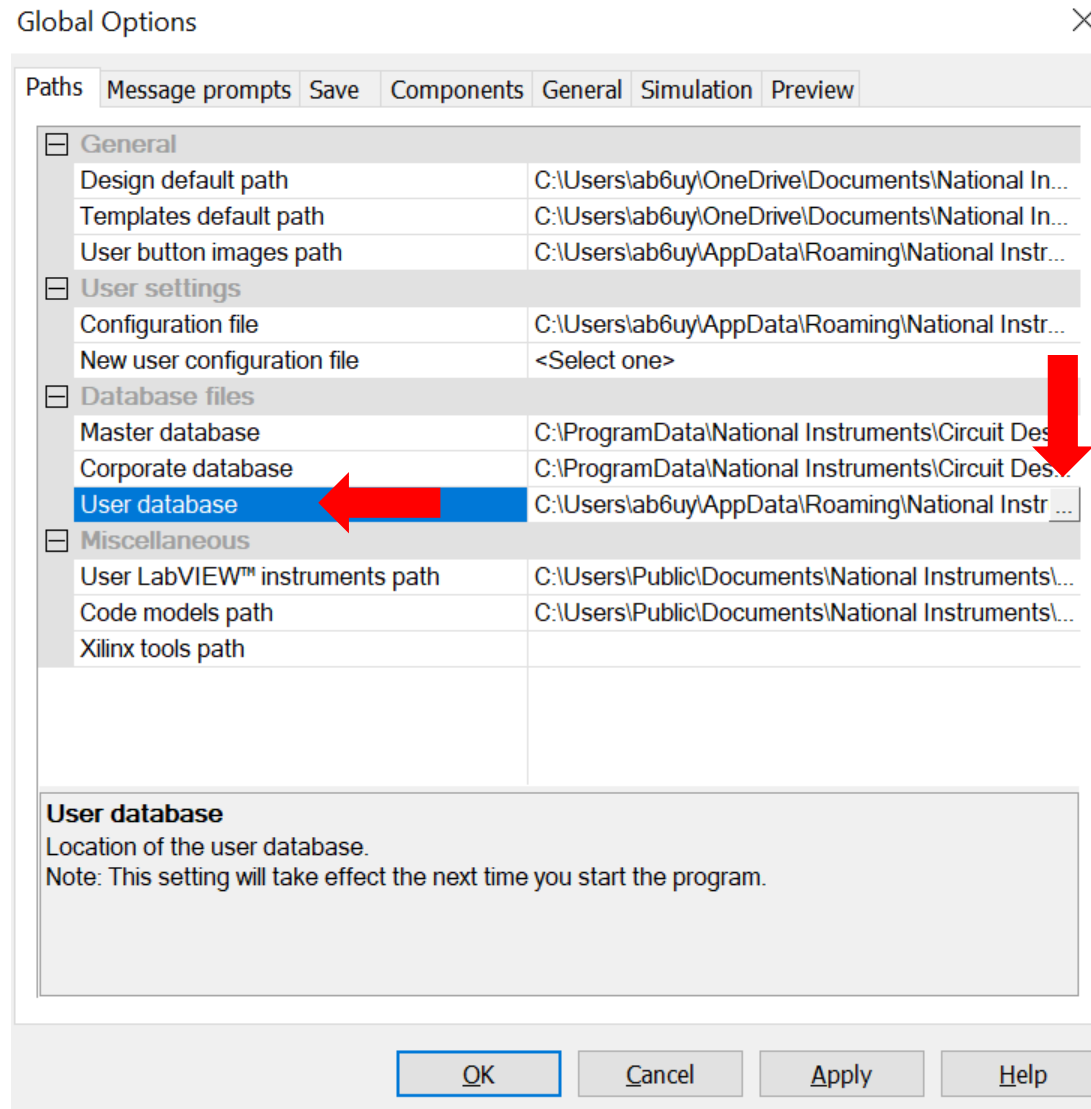 Global Options
Paths Message prompts Save Components General Simulation Preview
General
Design default path C:\Users\ab6uy\OneDrive\Documents\National In...
Templates default path C:\Users\ab6uy\OneDrive\Documents\National In...
User button images path C:\Users\ab6uy\AppData\Roaming\National Instr...
User settings
Configuration file C:\Users\ab6uy\AppData\Roaming\National Instr...
New user configuration file <Select one>
Database files
Master database C:\ProgramData\National Instruments\Circuit Des
Corporate database C:\ProgramData\National Instruments\Circuit Des...
User database C:\Users\ab6uy\AppData\Roaming\National Instr ...
Miscellaneous
User LabVIEW™ instruments path C:\Users\Public\Documents\National Instruments\...
Code models path C:\Users\Public\Documents\National Instruments\...
Xilinx tools path
User database
Location of the user database.
Note: This setting will take effect the next time you start the program.
OK Cancel Apply Help